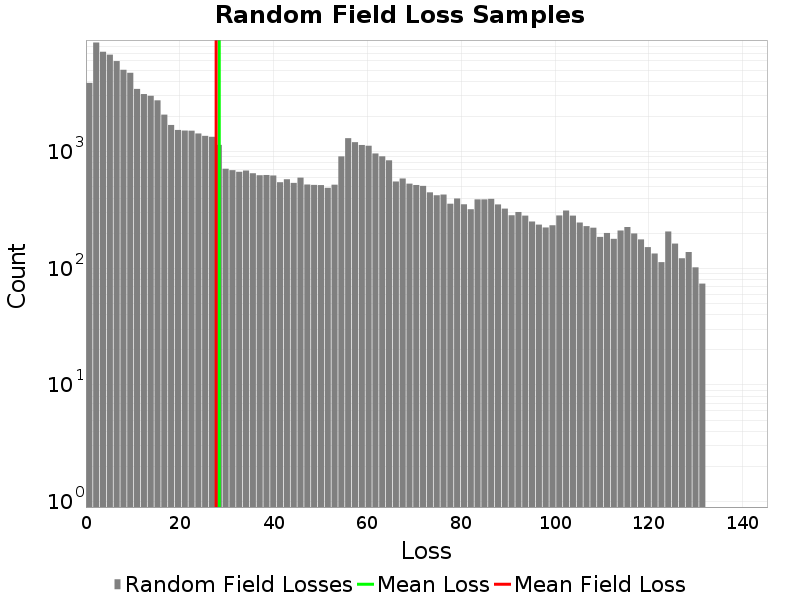 Random Field Loss Samples
Count
10^3
10^2
10^1
10^0
0 20 40 60 80 100 120 140
Loss
Random Field Losses Mean Loss Mean Field Loss